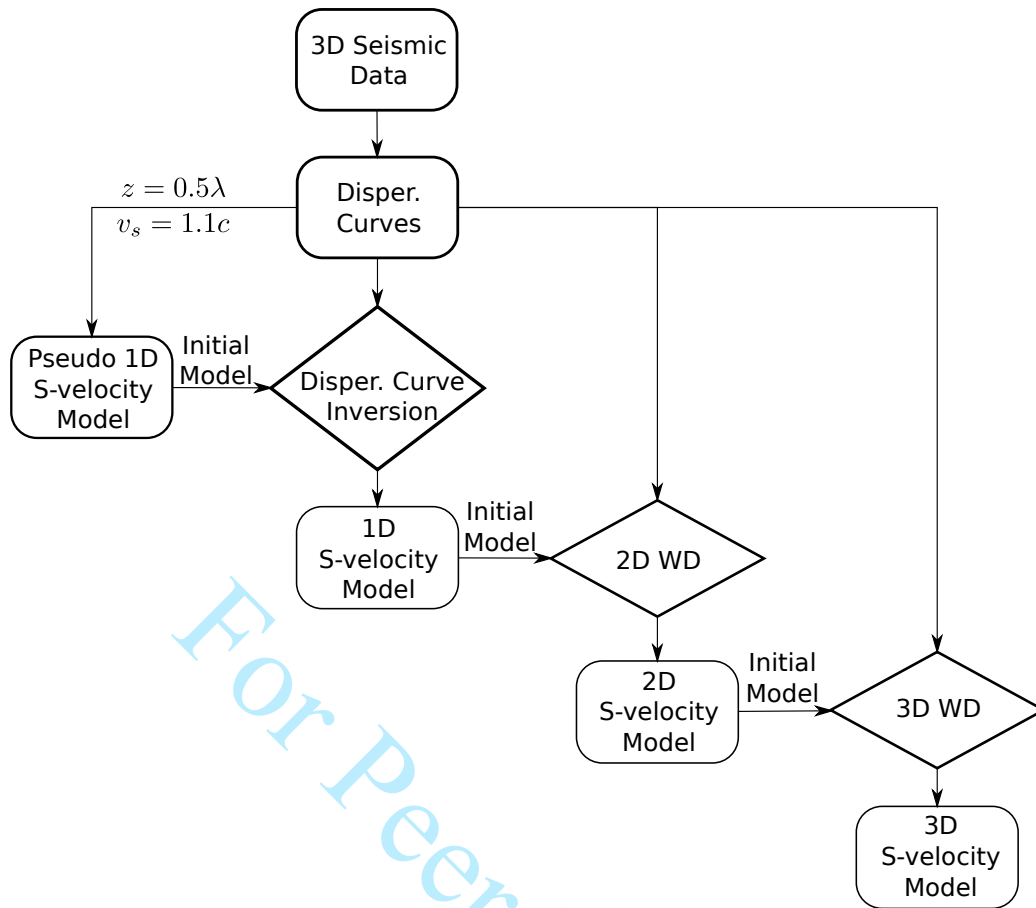 3D Seismic
Data
z = 0.5λ
v_s = 1.1c
Disper.
Curves
Pseudo 1D
S-velocity
Model
Initial
Model
Disper. Curve
Inversion
1D
S-velocity
Model
Initial
Model
2D WD
2D
S-velocity
Model
Initial
Model
3D WD
3D
S-velocity
Model
For Peer